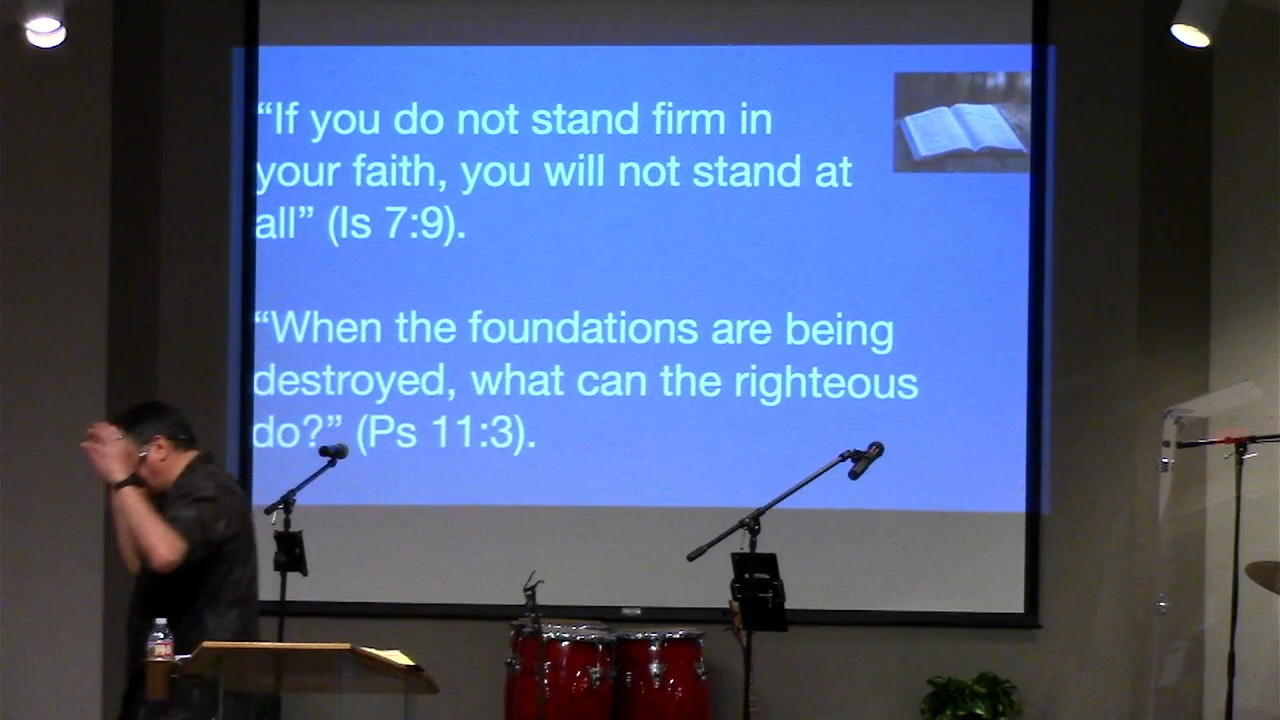 “If you do not stand firm in
your faith, you will not stand at
all” (Is 7:9).
“When the foundations are being
destroyed, what can the righteous
do?” (Ps 11:3).